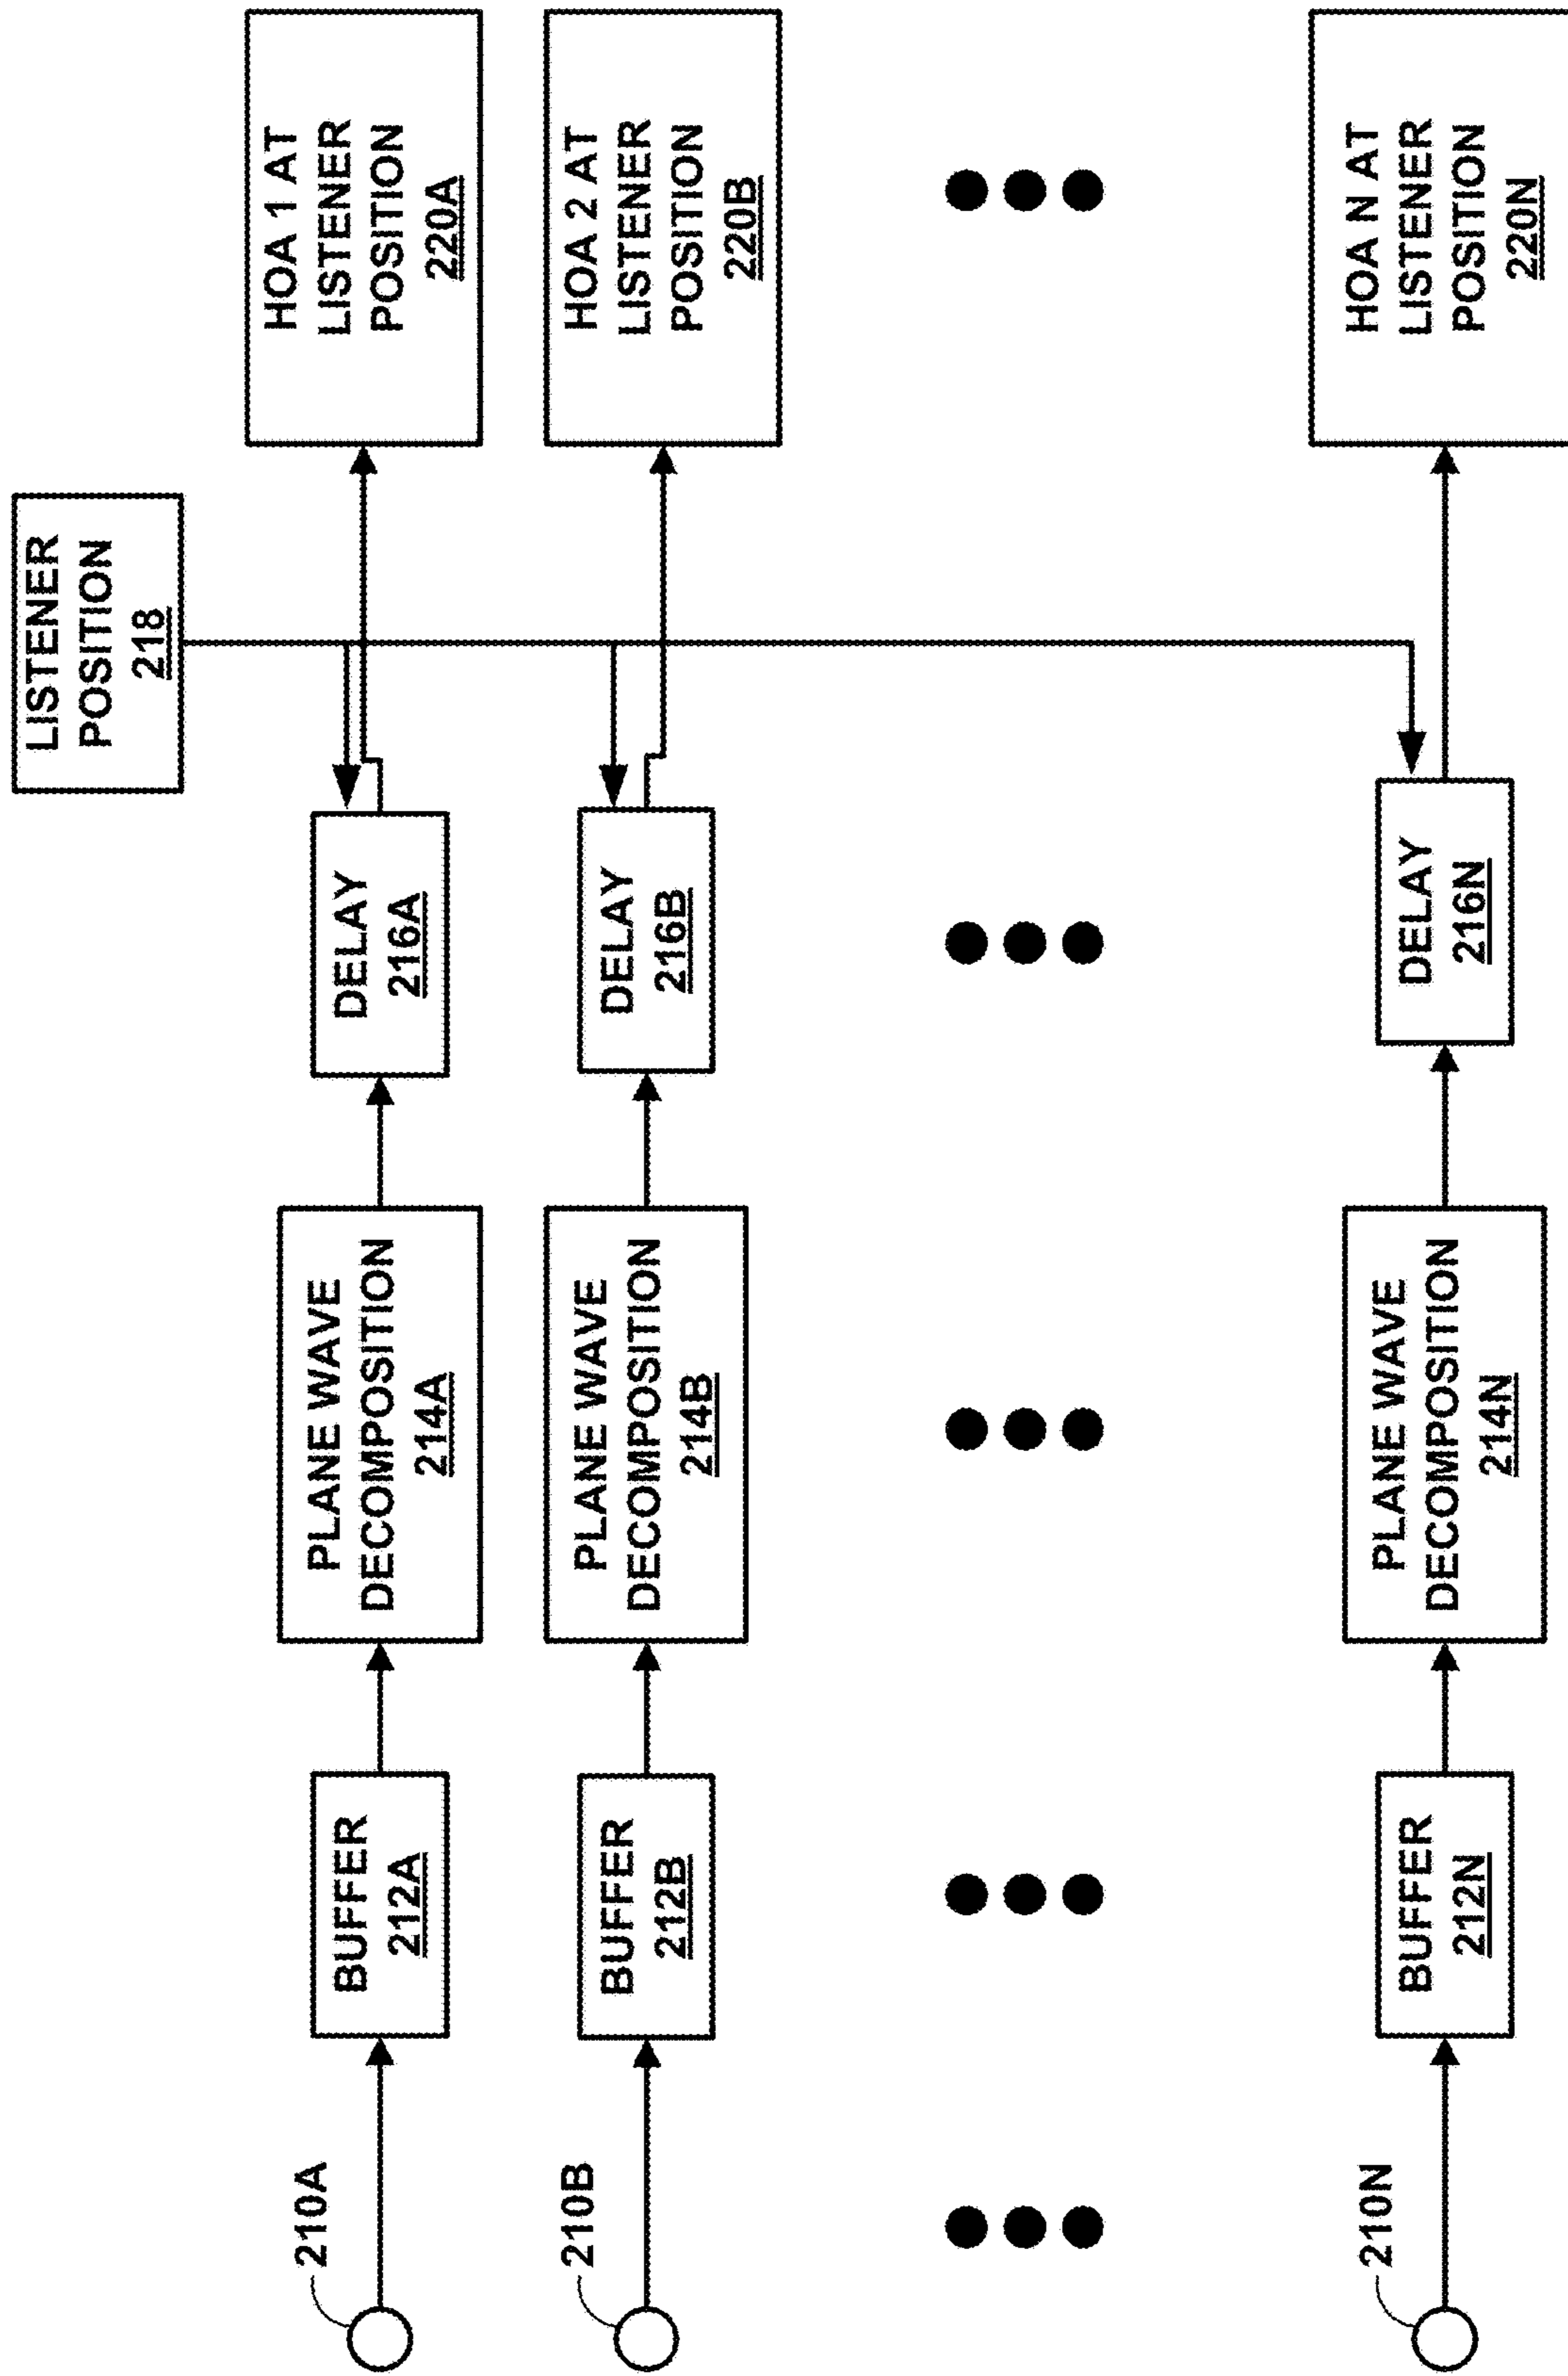 LISTENER
POSITION
218
210A
BUFFER
212A
PLANE WAVE
DECOMPOSITION
214A
DELAY
216A
HOA 1 AT
LISTENER
POSITION
220A
210B
BUFFER
212B
PLANE WAVE
DECOMPOSITION
214B
DELAY
216B
HOA 2 AT
LISTENER
POSITION
220B
210N
BUFFER
212N
PLANE WAVE
DECOMPOSITION
214N
DELAY
216N
HOA N AT
LISTENER
POSITION
220N